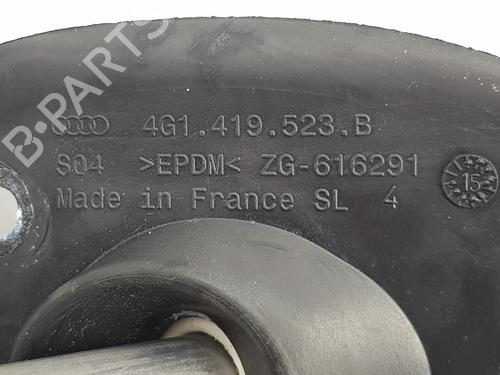 4G1.419.523.B
S04 >EPDM< ZG-616291
Made in France SL 4
15
B-PARTS